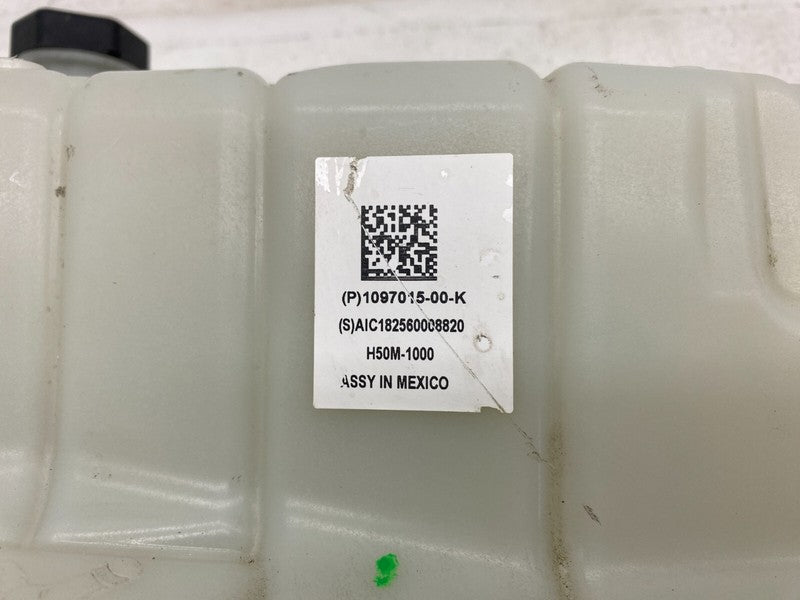 (P)1097015-00-K
(S)AIC182560008820
H50M-1000
ASSY IN MEXICO